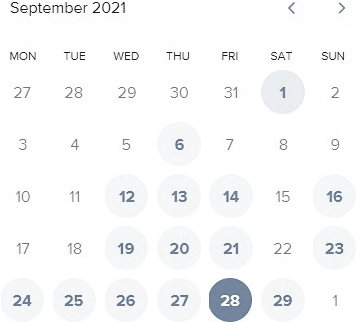 September 2021
MON TUE WED THU FRI SAT SUN
27 28 29 30 31 1 2
3 4 5 6 7 8 9
10 11 12 13 14 15 16
17 18 19 20 21 22 23
24 25 26 27 28 29 1